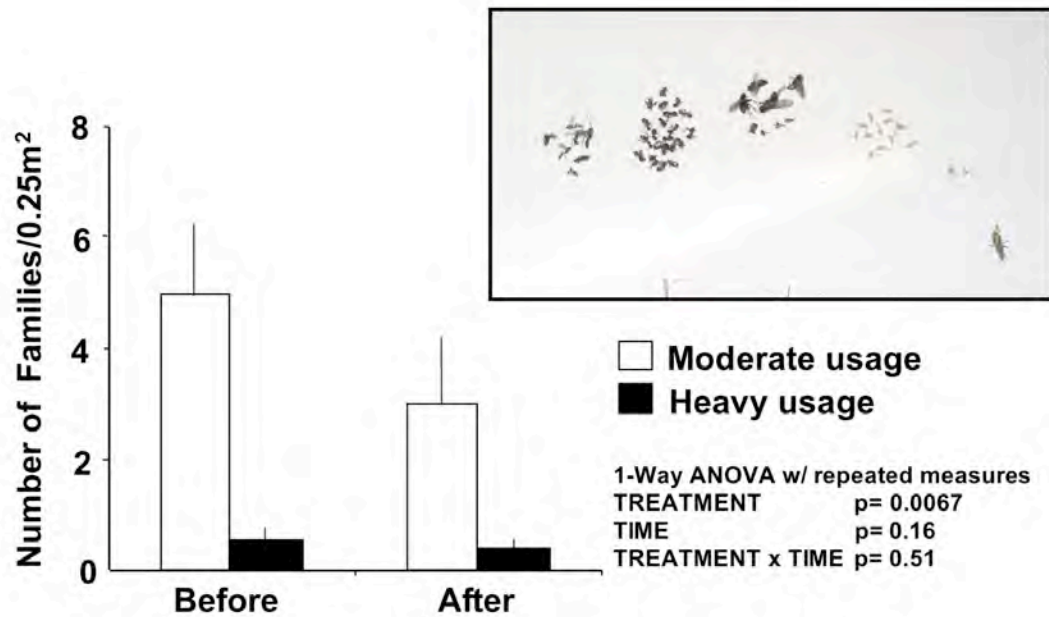 Number of Families/0.25m²
8
6
4
2
0
Before After
Moderate usage
Heavy usage
1-Way ANOVA w/ repeated measures
TREATMENT p= 0.0067
TIME p= 0.16
TREATMENT x TIME p= 0.51